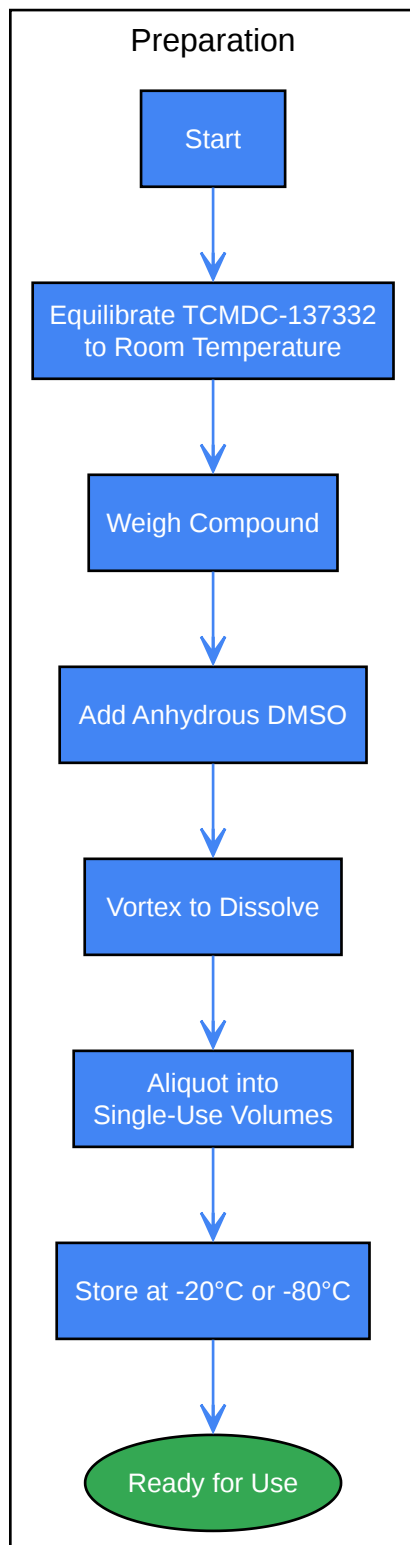 Preparation
Start
Equilibrate TCMDC-137332
to Room Temperature
Weigh Compound
Add Anhydrous DMSO
Vortex to Dissolve
Aliquot into
Single-Use Volumes
Store at -20°C or -80°C
Ready for Use